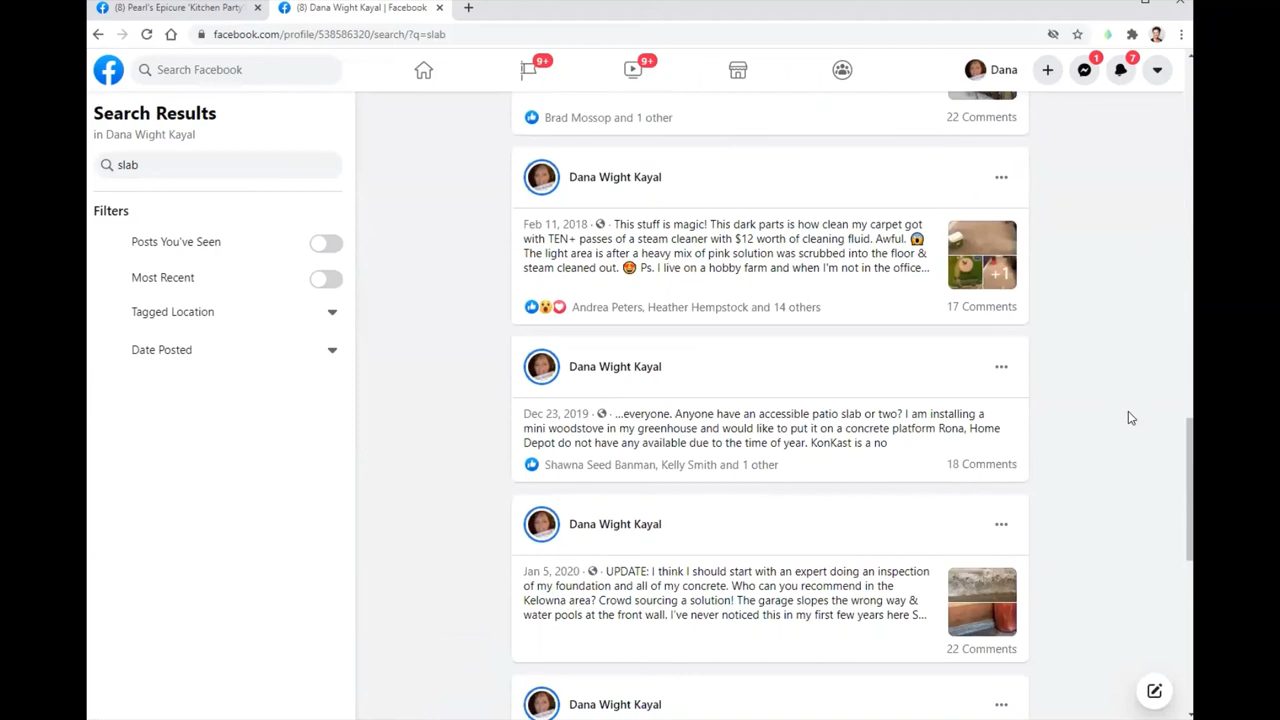 (8) Pearl's Epicure 'Kitchen Party'
(8) Dana Wight Kayal | Facebook
facebook.com/profile/538586320/search/?q=slab
Search Facebook
9+
9+
Dana
1
7
Search Results
in Dana Wight Kayal
slab
Filters
Posts You've Seen
Most Recent
Tagged Location
Date Posted
Brad Mossop and 1 other
22 Comments
Dana Wight Kayal
Feb 11, 2018 · This stuff is magic! This dark parts is how clean my carpet got
with TEN+ passes of a steam cleaner with $12 worth of cleaning fluid. Awful. 😱
The light area is after a heavy mix of pink solution was scrubbed into the floor &
steam cleaned out. 🥵 Ps. I live on a hobby farm and when I'm not in the office...
+1
Andrea Peters, Heather Hempstock and 14 others
17 Comments
Dana Wight Kayal
Dec 23, 2019 · ...everyone. Anyone have an accessible patio slab or two? I am installing a
mini woodstove in my greenhouse and would like to put it on a concrete platform Rona, Home
Depot do not have any available due to the time of year. KonKast is a no
Shawna Seed Banman, Kelly Smith and 1 other
18 Comments
Dana Wight Kayal
Jan 5, 2020 · UPDATE: I think I should start with an expert doing an inspection
of my foundation and all of my concrete. Who can you recommend in the
Kelowna area? Crowd sourcing a solution! The garage slopes the wrong way &
water pools at the front wall. I've never noticed this in my first few years here S...
22 Comments
Dana Wight Kayal